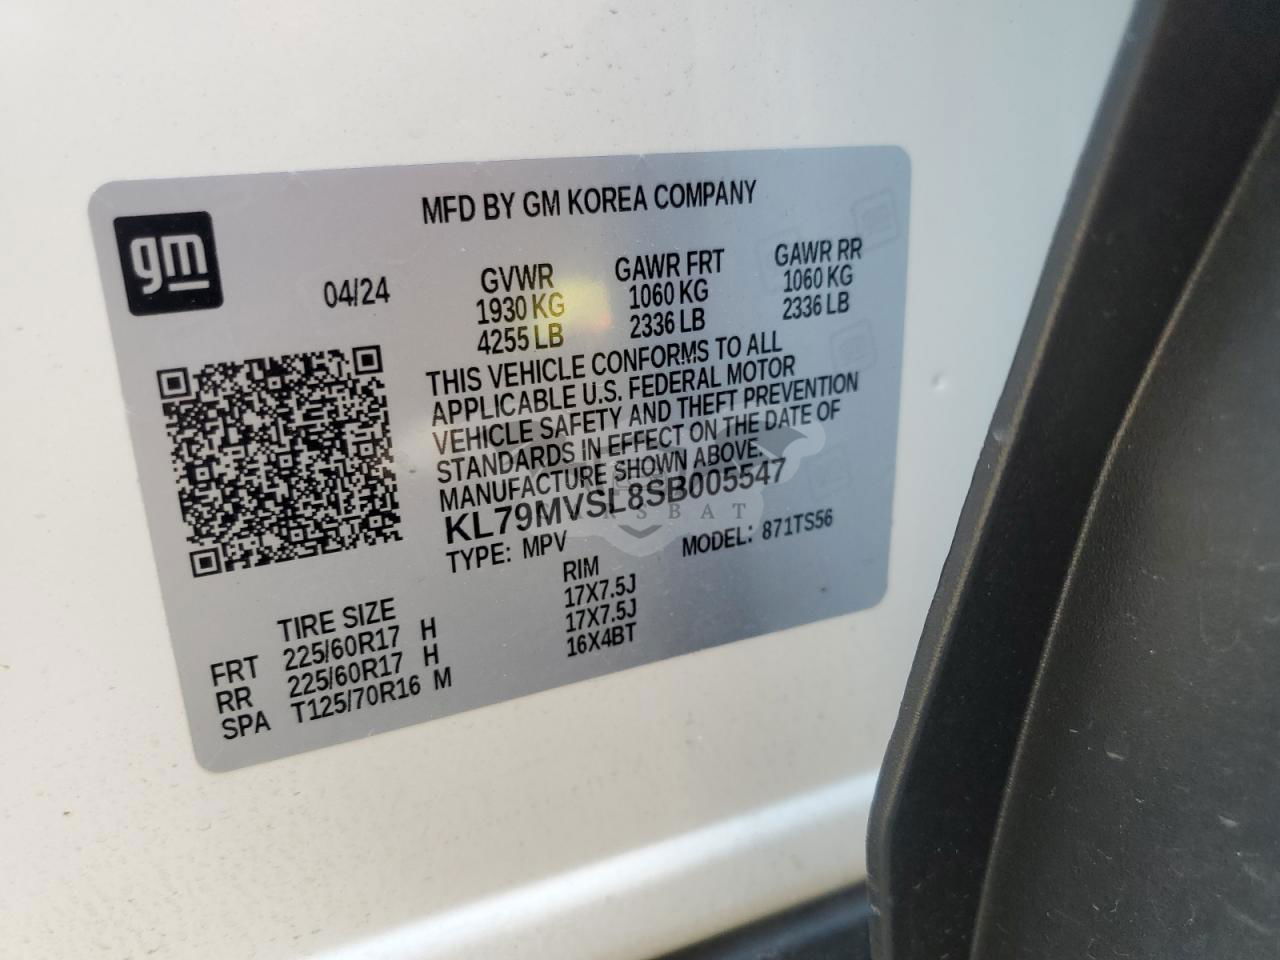 MFD BY GM KOREA COMPANY
gm
04/24
GVWR GAWR FRT GAWR RR
1930 KG 1060 KG 1060 KG
4255 LB 2336 LB 2336 LB
THIS VEHICLE CONFORMS TO ALL
APPLICABLE U.S. FEDERAL MOTOR
VEHICLE SAFETY AND THEFT PREVENTION
STANDARDS IN EFFECT ON THE DATE OF
MANUFACTURE SHOWN ABOVE.
KL79MVSL8SB005547
TYPE: MPV MODEL: 871TS56
TIRE SIZE RIM
FRT 225/60R17 H 17X7.5J
RR 225/60R17 H 17X7.5J
SPA T125/70R16 M 16X4BT